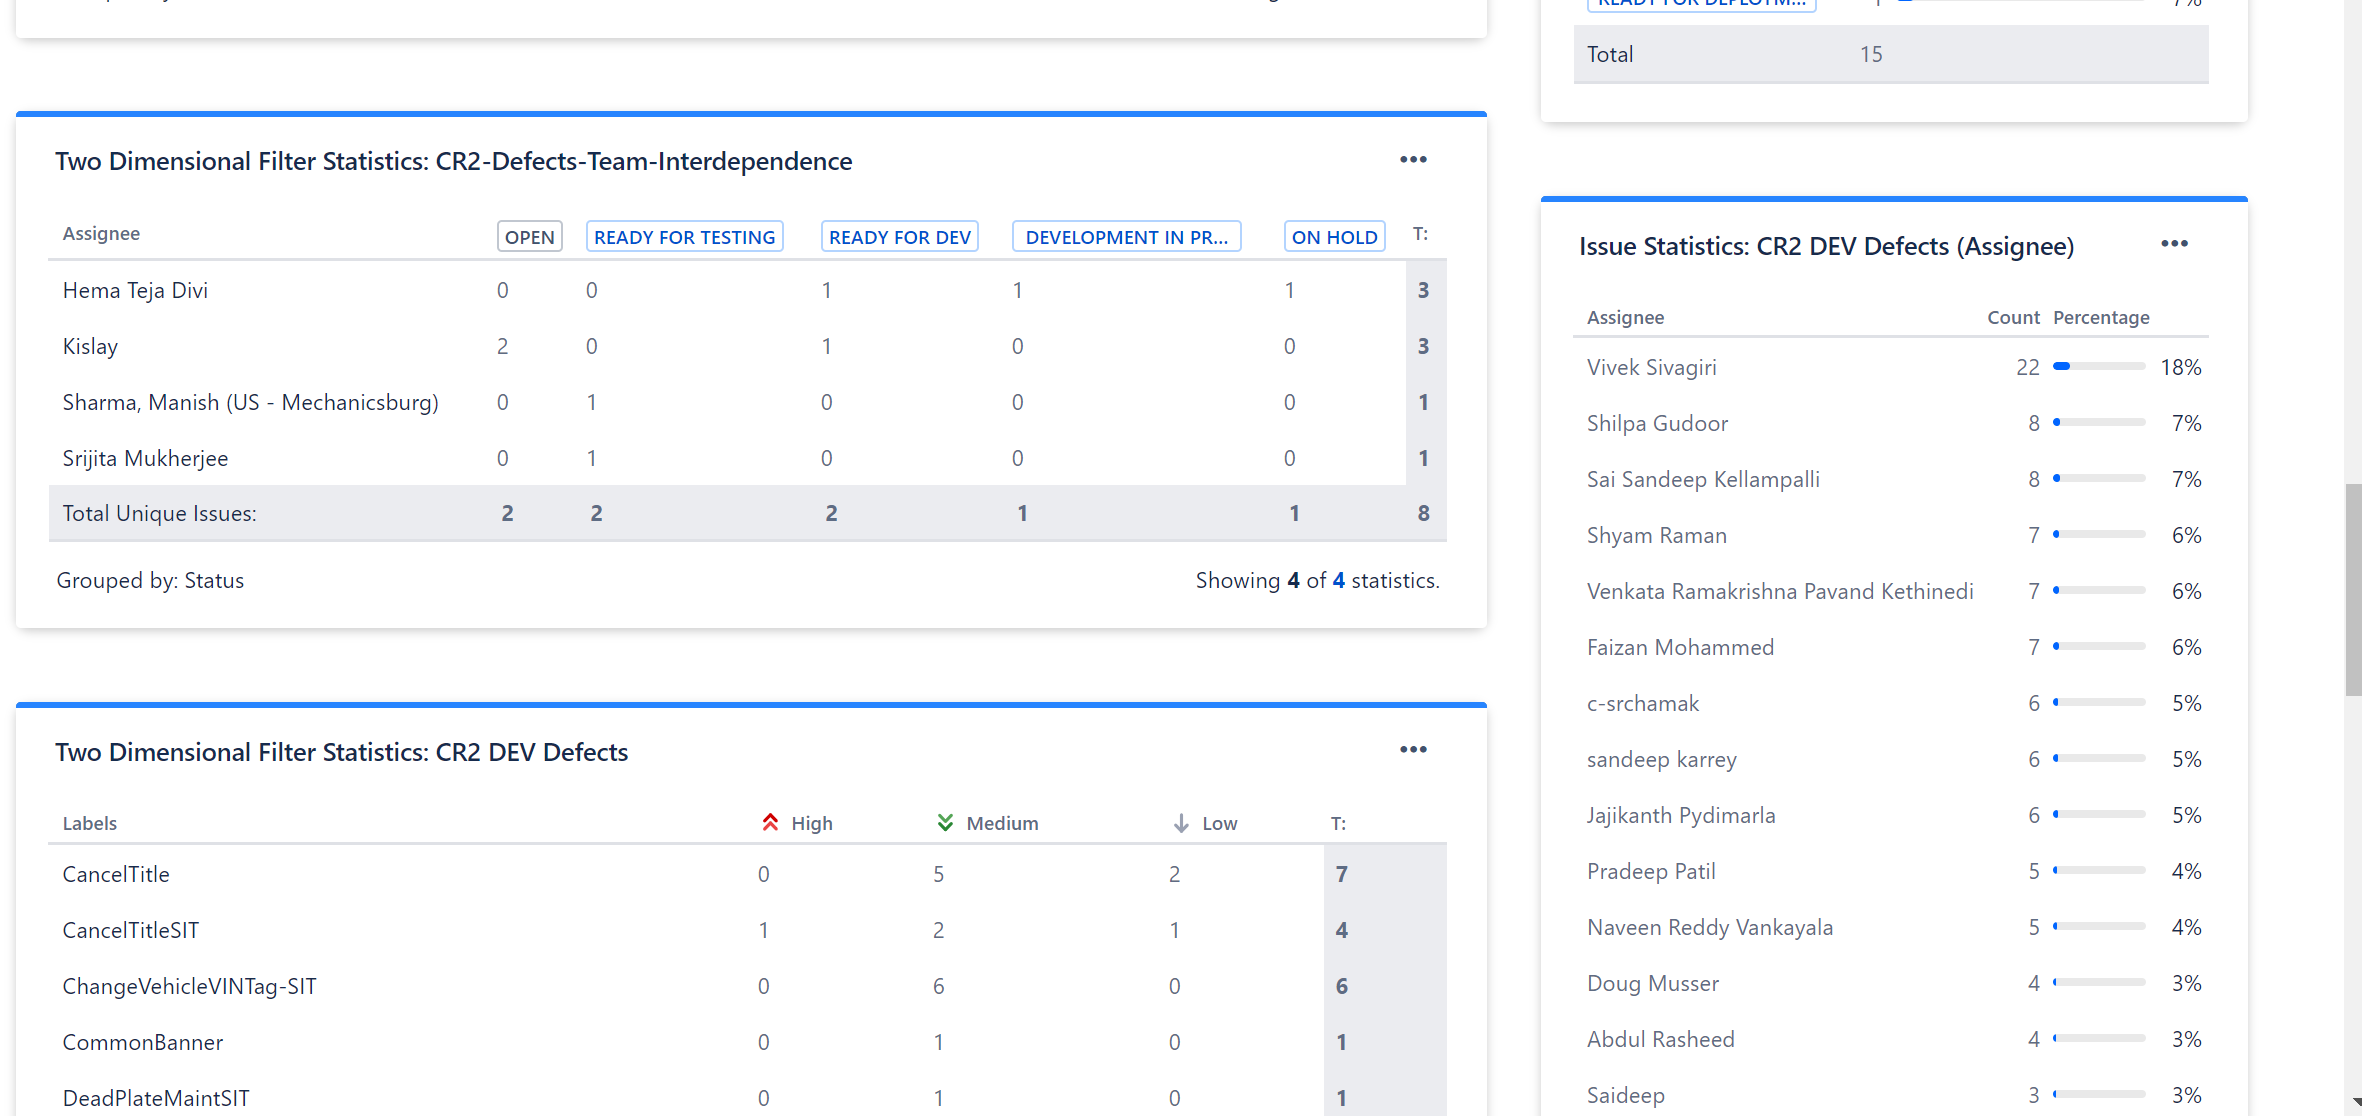 Total 15
Two Dimensional Filter Statistics: CR2-Defects-Team-Interdependence
Assignee OPEN READY FOR TESTING READY FOR DEV DEVELOPMENT IN PR... ON HOLD T:
Hema Teja Divi 0 0 1 1 1 3
Kislay 2 0 1 0 0 3
Sharma, Manish (US - Mechanicsburg) 0 1 0 0 0 1
Srijita Mukherjee 0 1 0 0 0 1
Total Unique Issues: 2 2 2 1 1 8
Grouped by: Status Showing 4 of 4 statistics.
Two Dimensional Filter Statistics: CR2 DEV Defects
Labels High Medium Low T:
CancelTitle 0 5 2 7
CancelTitleSIT 1 2 1 4
ChangeVehicleVINTag-SIT 0 6 0 6
CommonBanner 0 1 0 1
DeadPlateMaintSIT 0 1 0 1
Issue Statistics: CR2 DEV Defects (Assignee)
Assignee Count Percentage
Vivek Sivagiri 22 18%
Shilpa Gudoor 8 7%
Sai Sandeep Kellampalli 8 7%
Shyam Raman 7 6%
Venkata Ramakrishna Pavand Kethinedi 7 6%
Faizan Mohammed 7 6%
c-srchamak 6 5%
sandeep karrey 6 5%
Jajikanth Pydimarla 6 5%
Pradeep Patil 5 4%
Naveen Reddy Vankayala 5 4%
Doug Musser 4 3%
Abdul Rasheed 4 3%
Saideep 3 3%